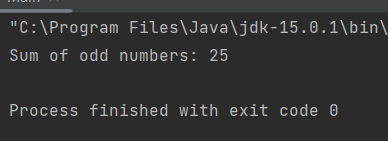 Main
"C:\Program Files\Java\jdk-15.0.1\bin\
Sum of odd numbers: 25
Process finished with exit code 0